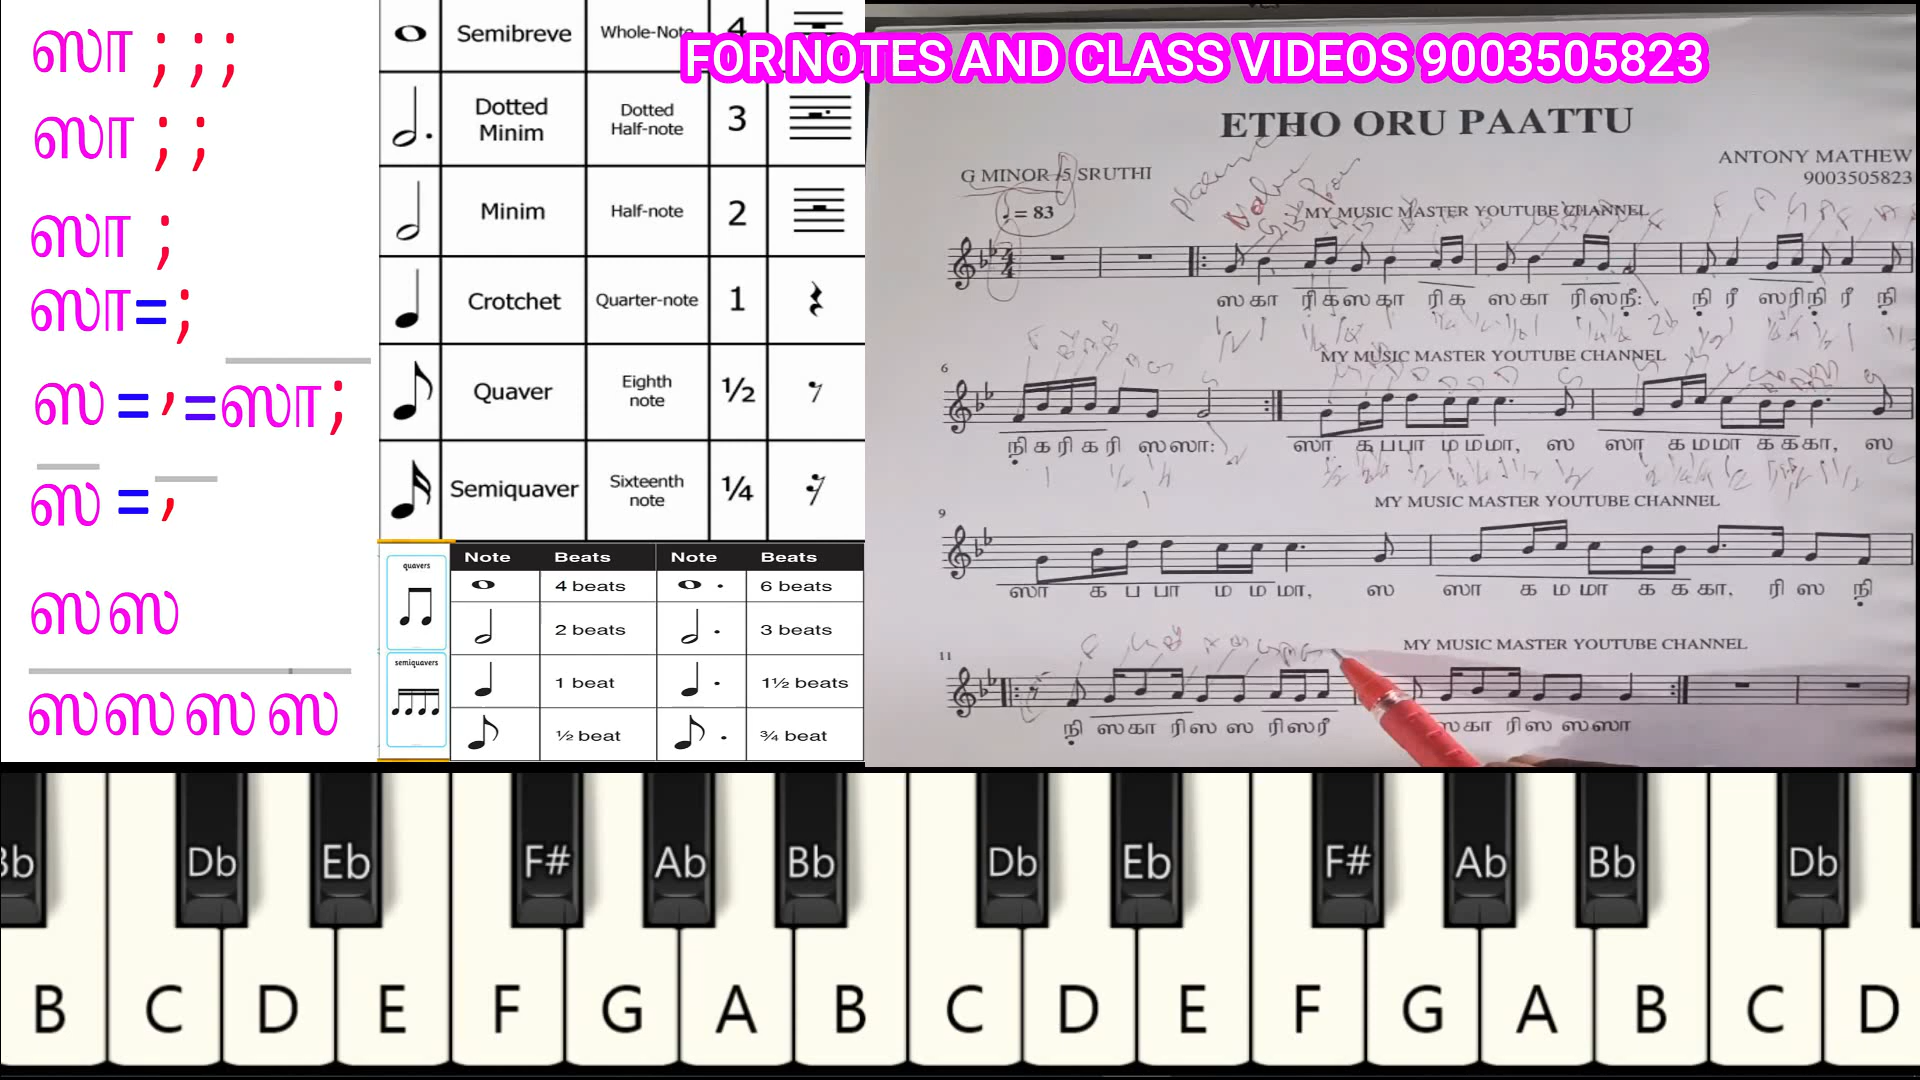 ஸா ; ; ;
ஸா ; ;
ஸா ;
ஸா=;
ஸ = , =ஸா;
ஸ = ,
ஸஸ
ஸஸஸஸ
Semibreve Whole-Note 4
Dotted Minim Dotted Half-note 3
Minim Half-note 2
Crotchet Quarter-note 1
Quaver Eighth note ½
Semiquaver Sixteenth note ¼
quavers
semiquavers
Note Beats Note Beats
4 beats 6 beats
2 beats 3 beats
1 beat 1½ beats
½ beat ¾ beat
FOR NOTES AND CLASS VIDEOS 9003505823
ETHO ORU PAATTU
G MINOR /5 SRUTHI
ANTONY MATHEW
9003505823
♩= 83
MY MUSIC MASTER YOUTUBE CHANNEL
4/4
ஸ கா ரி க ஸ கா ரி க ஸ கா ரி ஸ நீ: நி ரீ ஸ ரி நி ரீ நி
MY MUSIC MASTER YOUTUBE CHANNEL
6
நி க ரி க ரி ஸ ஸா: ஸா க ப பா ம ம மா, ஸ ஸா க ம மா க க கா, ஸ
MY MUSIC MASTER YOUTUBE CHANNEL
9
ஸா க ப பா ம ம மா, ஸ ஸா க ம மா க க கா, ரி ஸ நி
MY MUSIC MASTER YOUTUBE CHANNEL
11
நி ஸ கா ரி ஸ ஸ ரி ஸ ரீ ஸ கா ரி ஸ ஸ ஸா
Bb Db Eb F# Ab Bb Db Eb F# Ab Bb Db
B C D E F G A B C D E F G A B C D